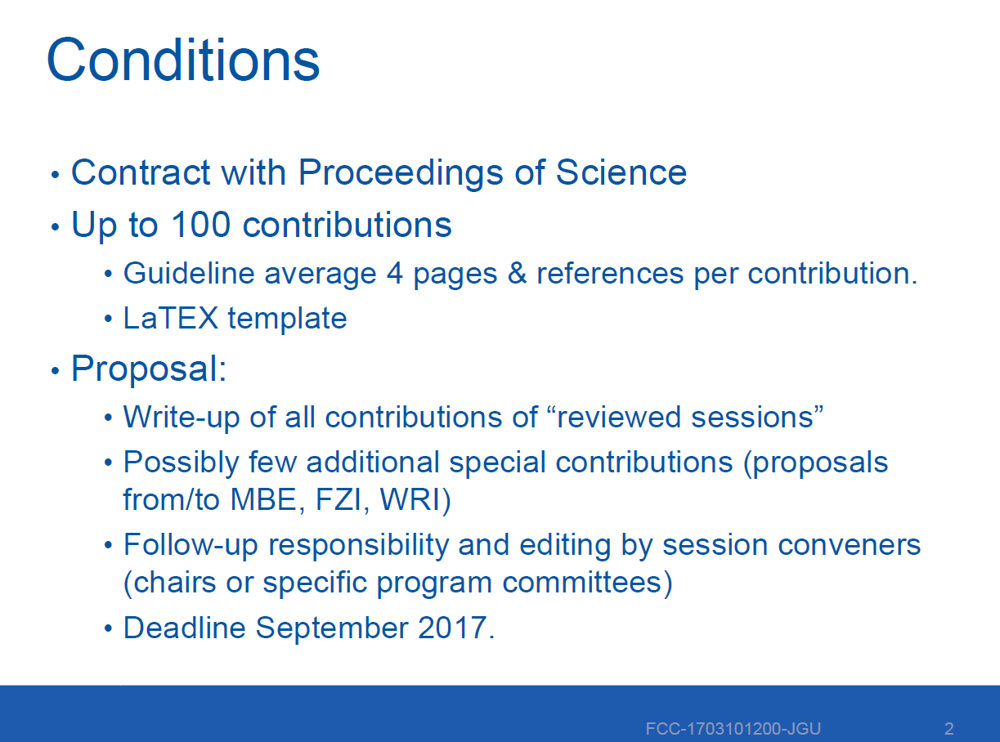 Conditions
• Contract with Proceedings of Science
• Up to 100 contributions
• Guideline average 4 pages & references per contribution.
• LaTEX template
• Proposal:
• Write-up of all contributions of “reviewed sessions”
• Possibly few additional special contributions (proposals
from/to MBE, FZI, WRI)
• Follow-up responsibility and editing by session conveners
(chairs or specific program committees)
• Deadline September 2017.
FCC-1703101200-JGU
2